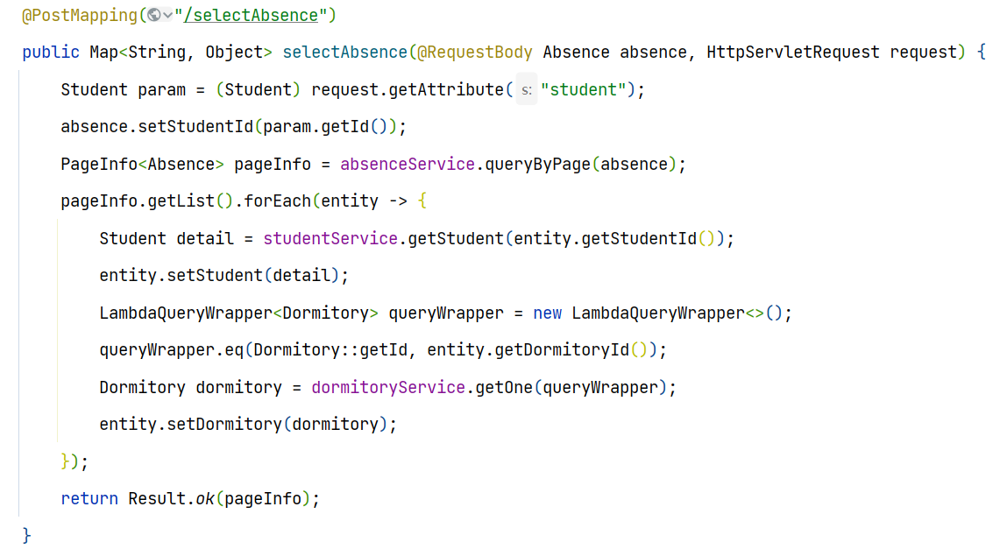 @PostMapping("/selectAbsence")
public Map<String, Object> selectAbsence(@RequestBody Absence absence, HttpServletRequest request) {
Student param = (Student) request.getAttribute( s: "student");
absence.setStudentId(param.getId());
PageInfo<Absence> pageInfo = absenceService.queryByPage(absence);
pageInfo.getList().forEach(entity -> {
Student detail = studentService.getStudent(entity.getStudentId());
entity.setStudent(detail);
LambdaQueryWrapper<Dormitory> queryWrapper = new LambdaQueryWrapper<>();
queryWrapper.eq(Dormitory::getId, entity.getDormitoryId());
Dormitory dormitory = dormitoryService.getOne(queryWrapper);
entity.setDormitory(dormitory);
});
return Result.ok(pageInfo);
}